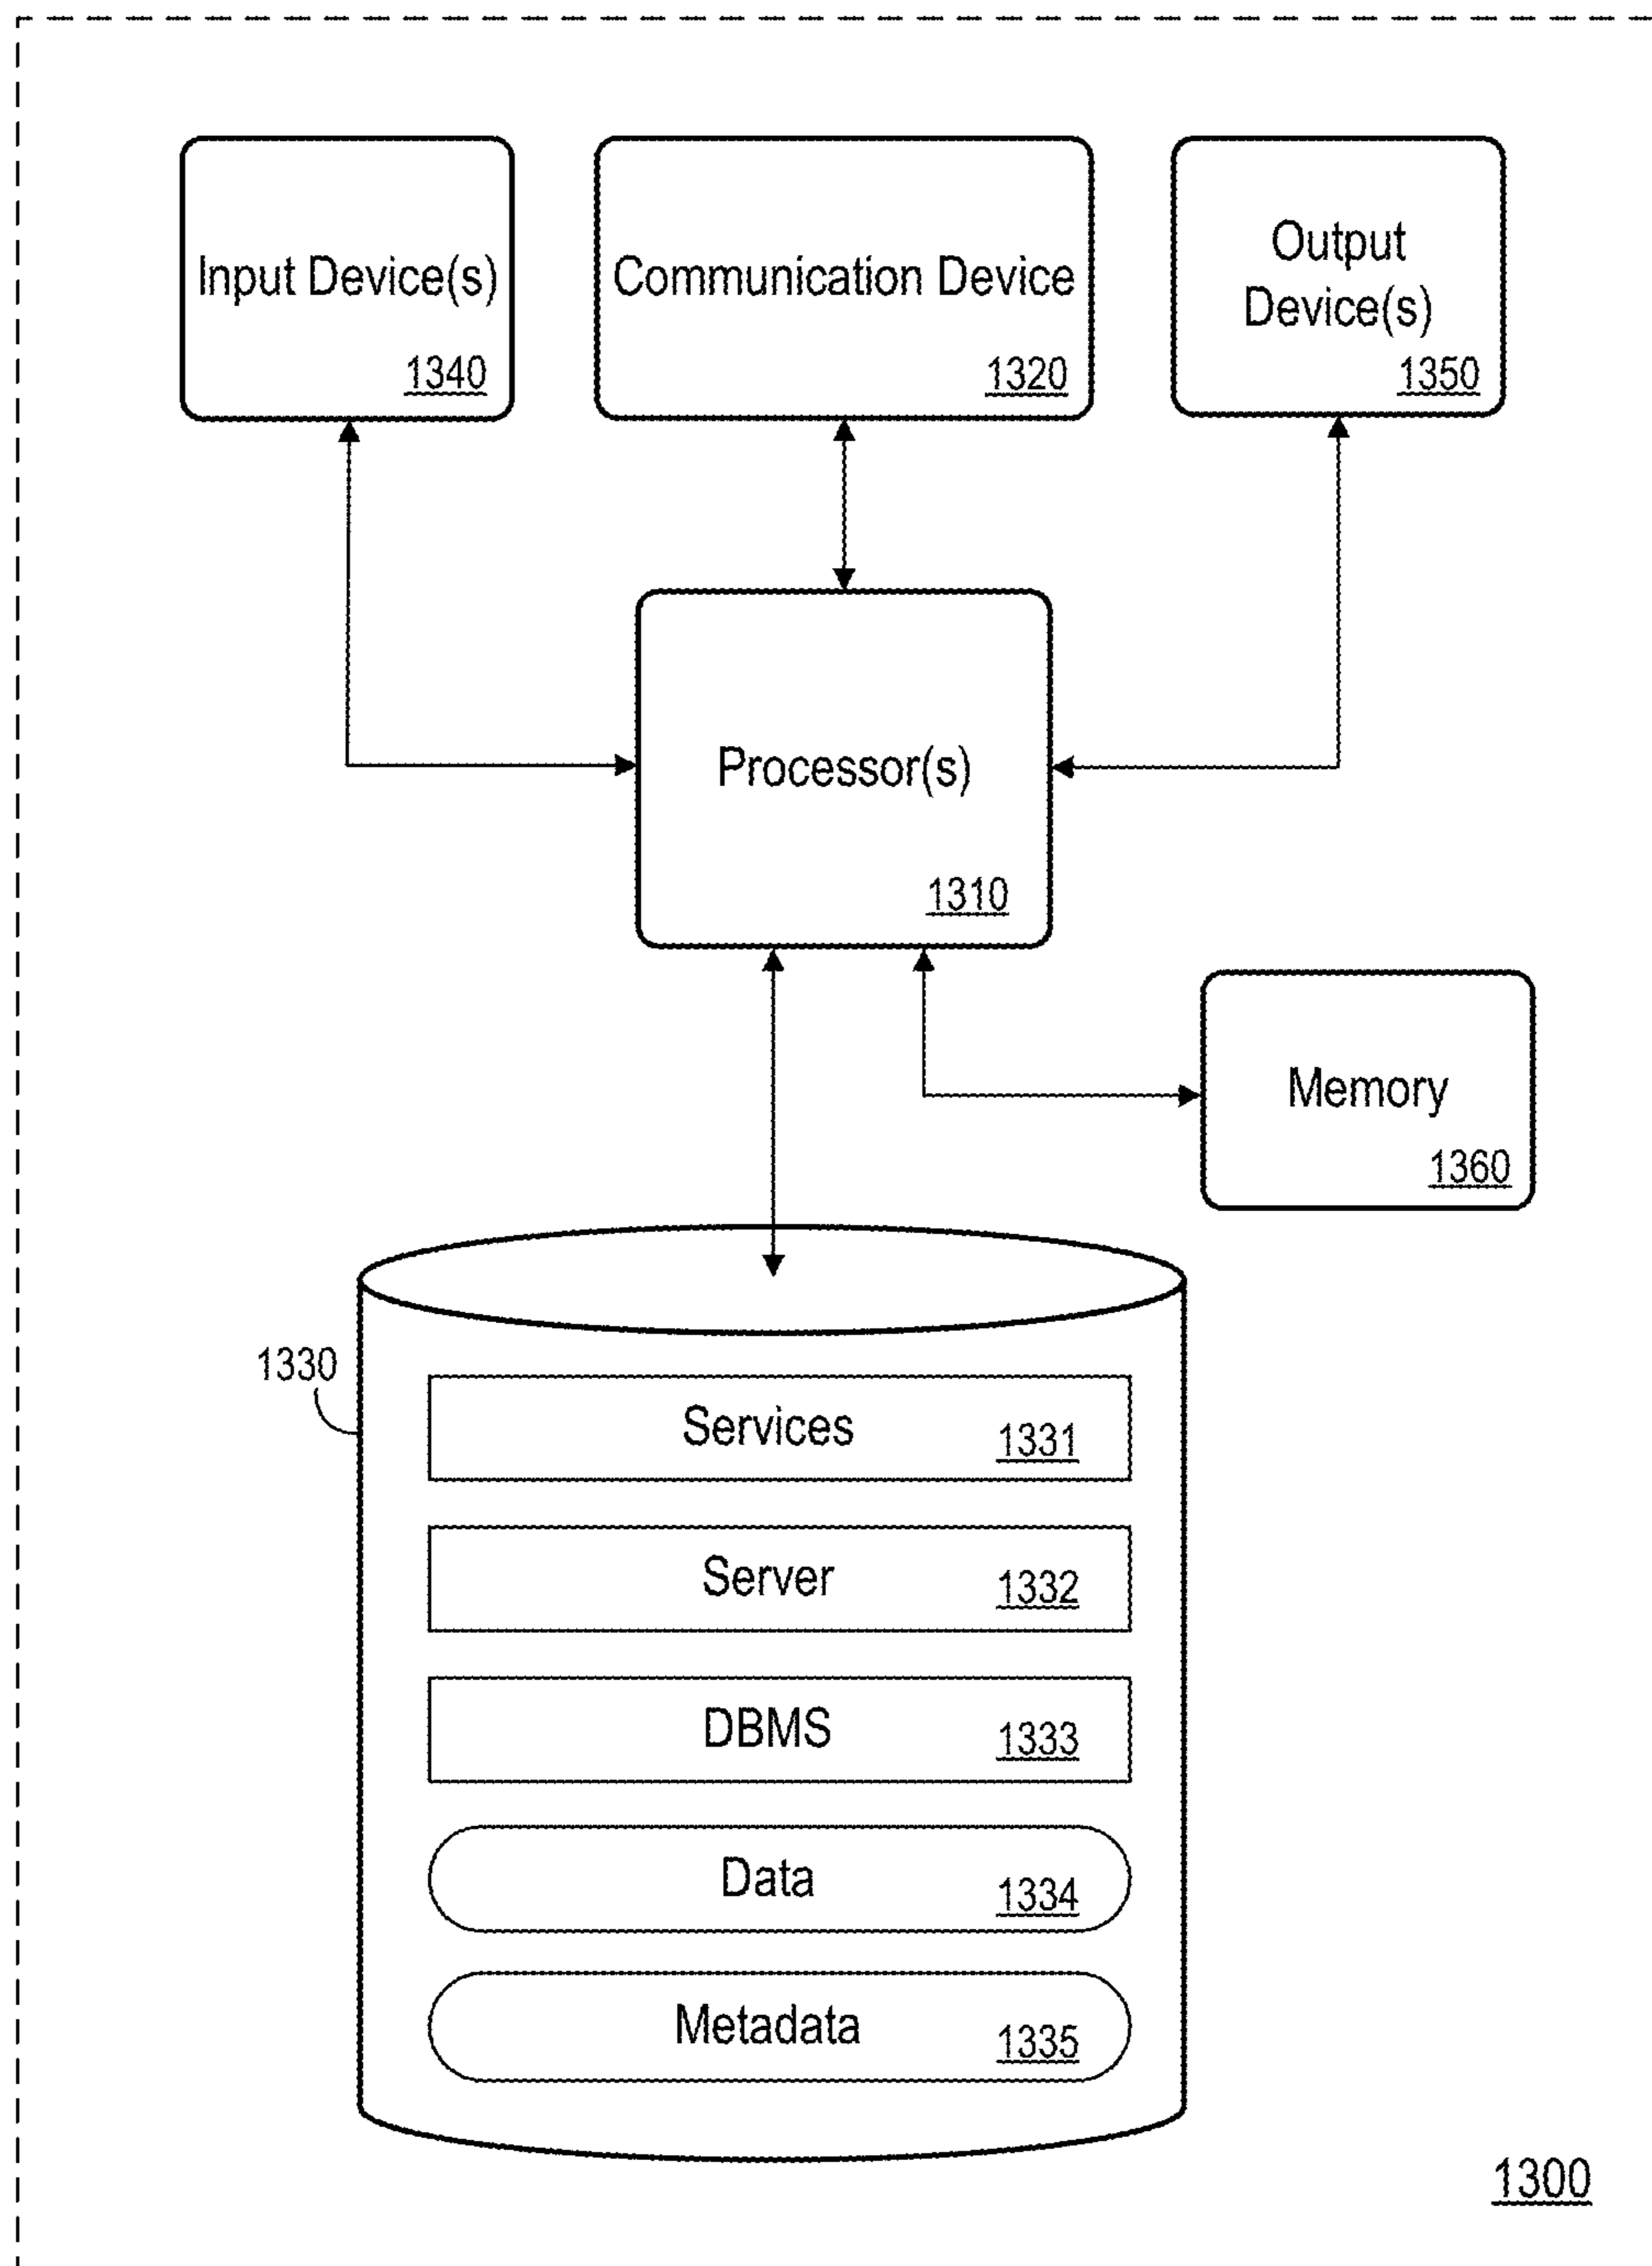 Input Device(s)
1340
Communication Device
1320
Output
Device(s)
1350
Processor(s)
1310
Memory
1360
1330
Services 1331
Server 1332
DBMS 1333
Data 1334
Metadata 1335
1300